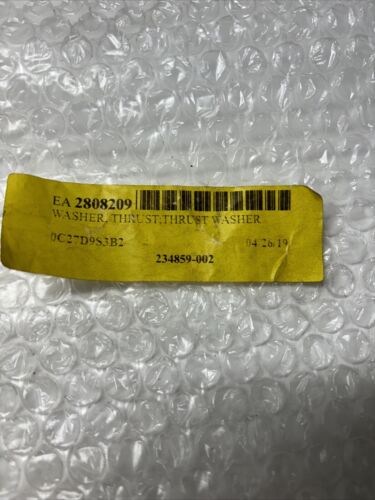 EA 2808209
WASHER, THRUST,THRUST WASHER
0C27D9S3B2 04/26/19
234859-002